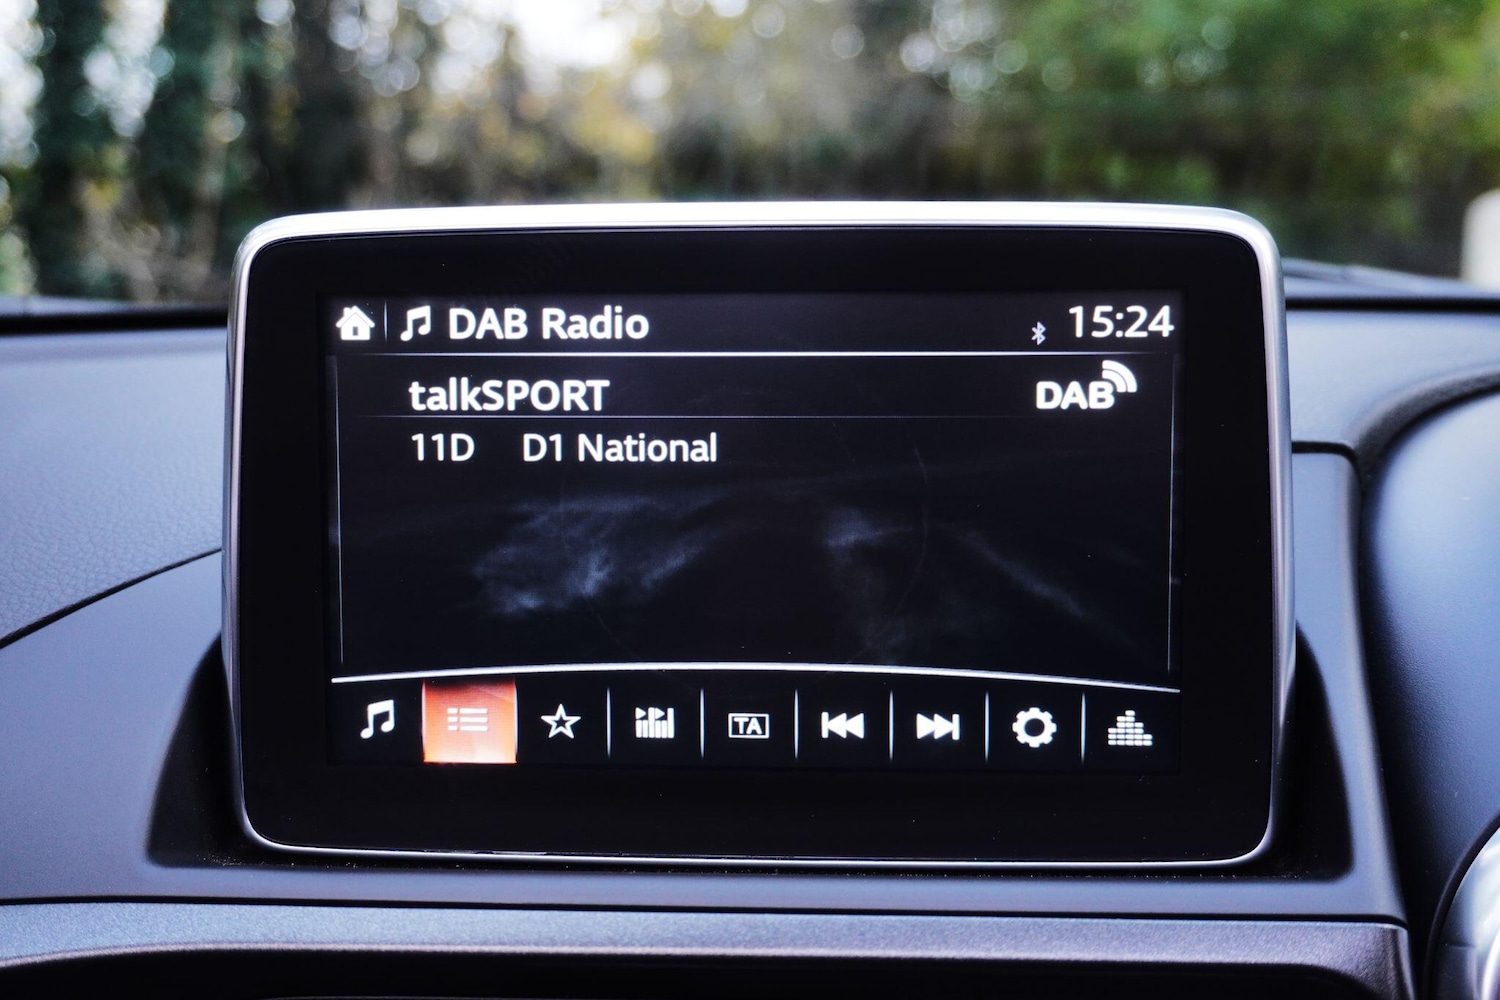 DAB Radio 15:24
talkSPORT DAB
11D D1 National
TA